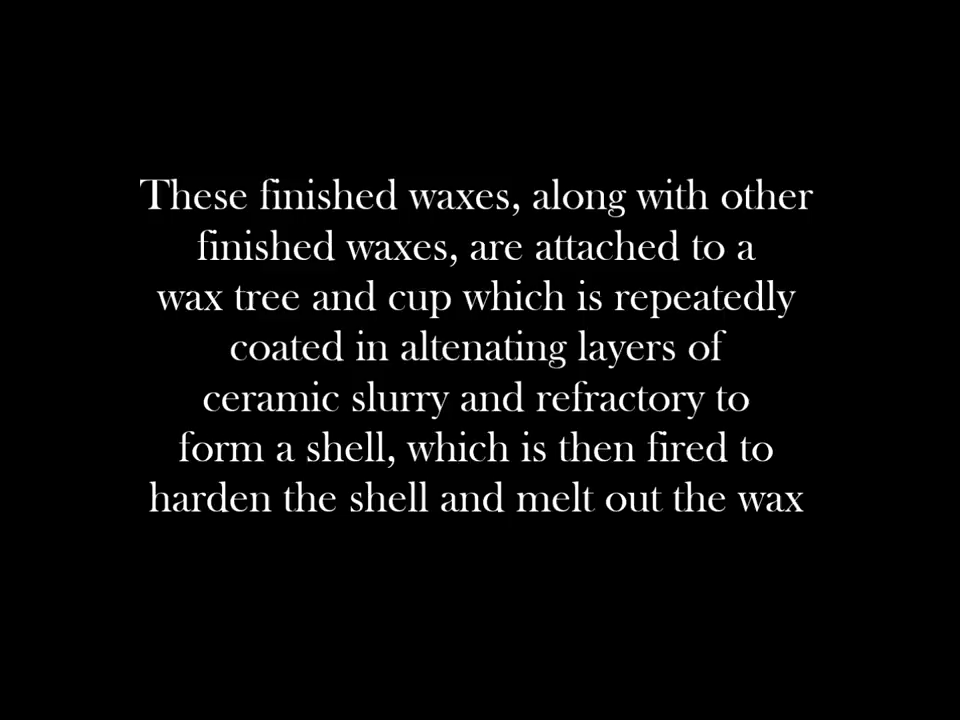 These finished waxes, along with other
finished waxes, are attached to a
wax tree and cup which is repeatedly
coated in altenating layers of
ceramic slurry and refractory to
form a shell, which is then fired to
harden the shell and melt out the wax